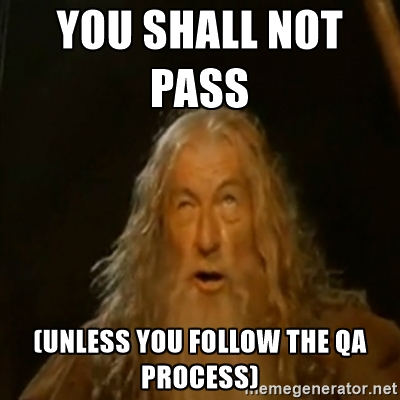 YOU SHALL NOT
PASS
(UNLESS YOU FOLLOW THE QA
PROCESS)
memegenerator.net